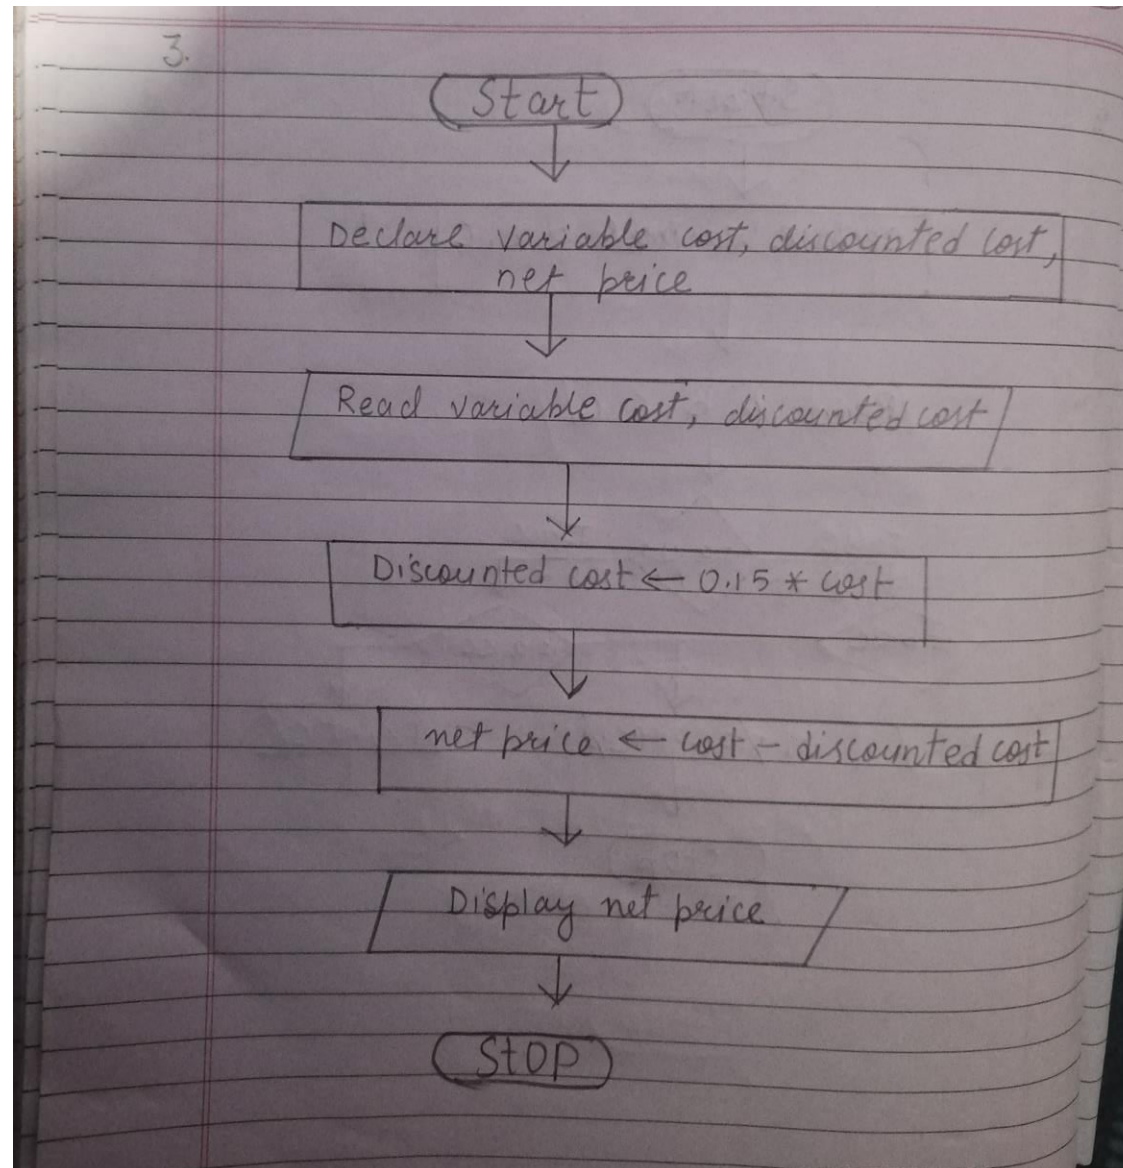 3.
Start
Declare variable cost, discounted cost,
net price
Read variable cost, discounted cost
Discounted cost ← 0.15 * cost
net price ← cost - discounted cost
Display net price
Stop